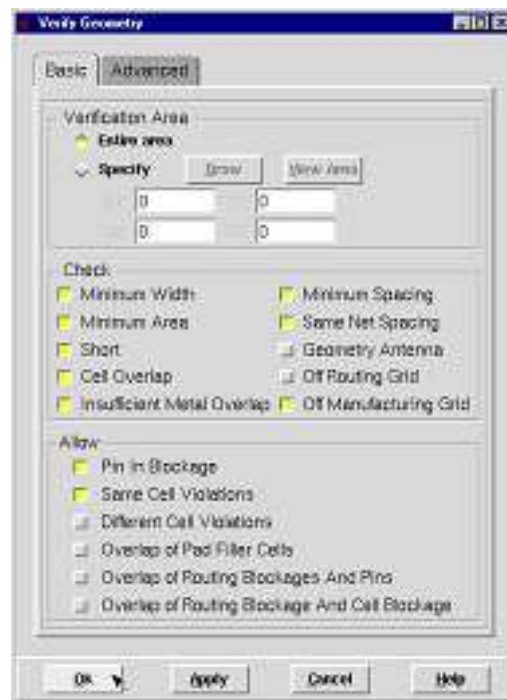 Verify Geometry
Basic Advanced
Verification Area
Entire area
Specify Draw View Area
0 0
0 0
Check
Minimum Width Minimum Spacing
Minimum Area Same Net Spacing
Short Geometry Antenna
Cell Overlap Off Routing Grid
Insufficient Metal Overlap Off Manufacturing Grid
Allow
Pin In Blockage
Same Cell Violations
Different Cell Violations
Overlap of Pad Filler Cells
Overlap of Routing Blockages And Pins
Overlap of Routing Blockage And Cell Blockage
Ok Apply Cancel Help